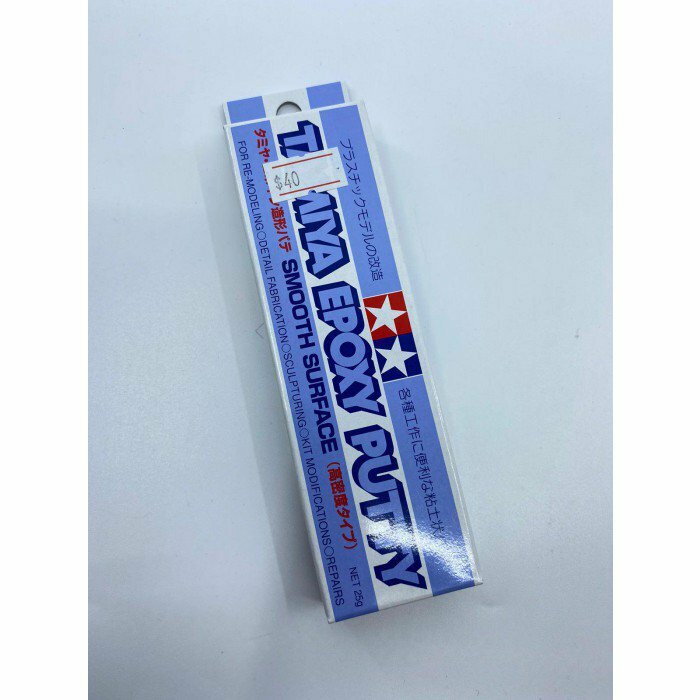 プラスチックモデルの改造
各種工作に便利な粘土状
TAMIYA EPOXY PUTTY
$40
タミヤ 造形パテ SMOOTH SURFACE (高密度タイプ)
FOR RE-MODELING○DETAIL FABRICATION○SCULPTURING○KIT MODIFICATIONS○REPAIRS
NET 25g